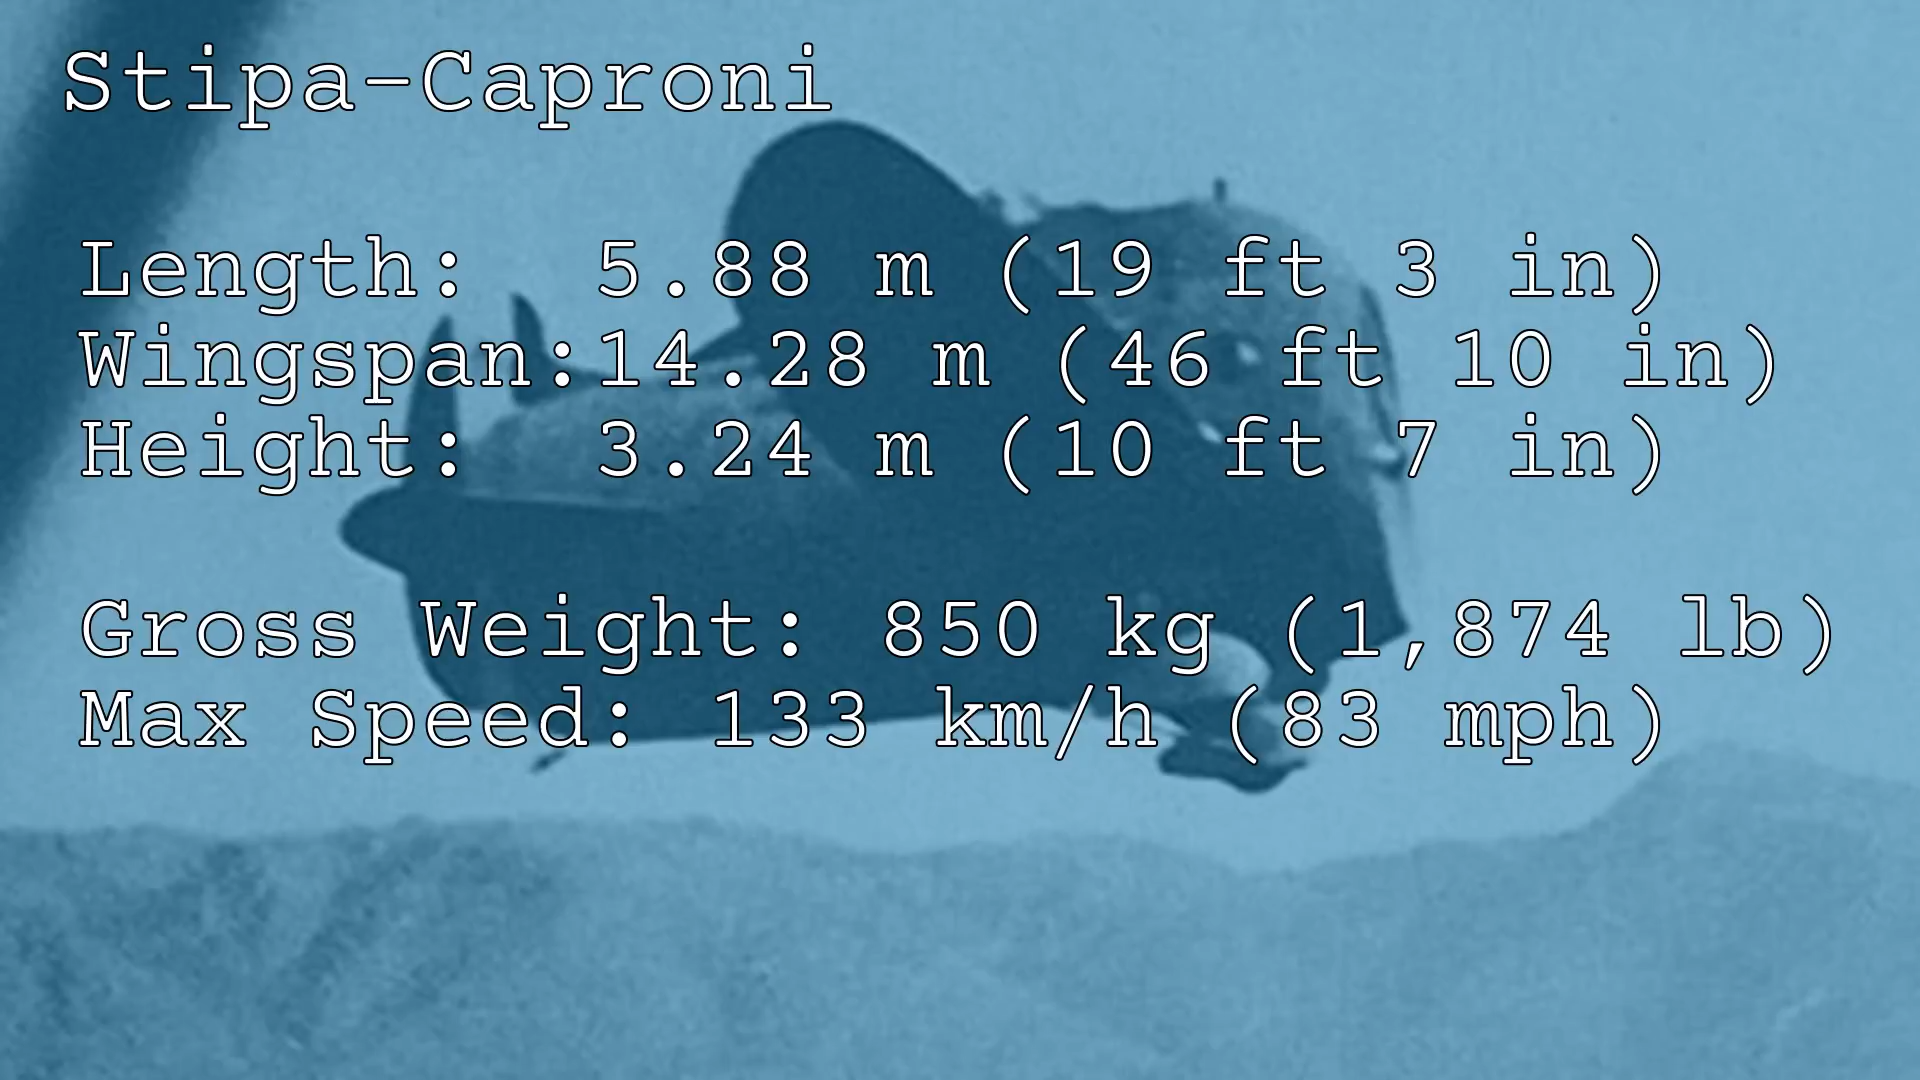 Stipa-Caproni
Length: 5.88 m (19 ft 3 in)
Wingspan:14.28 m (46 ft 10 in)
Height: 3.24 m (10 ft 7 in)
Gross Weight: 850 kg (1,874 lb)
Max Speed: 133 km/h (83 mph)